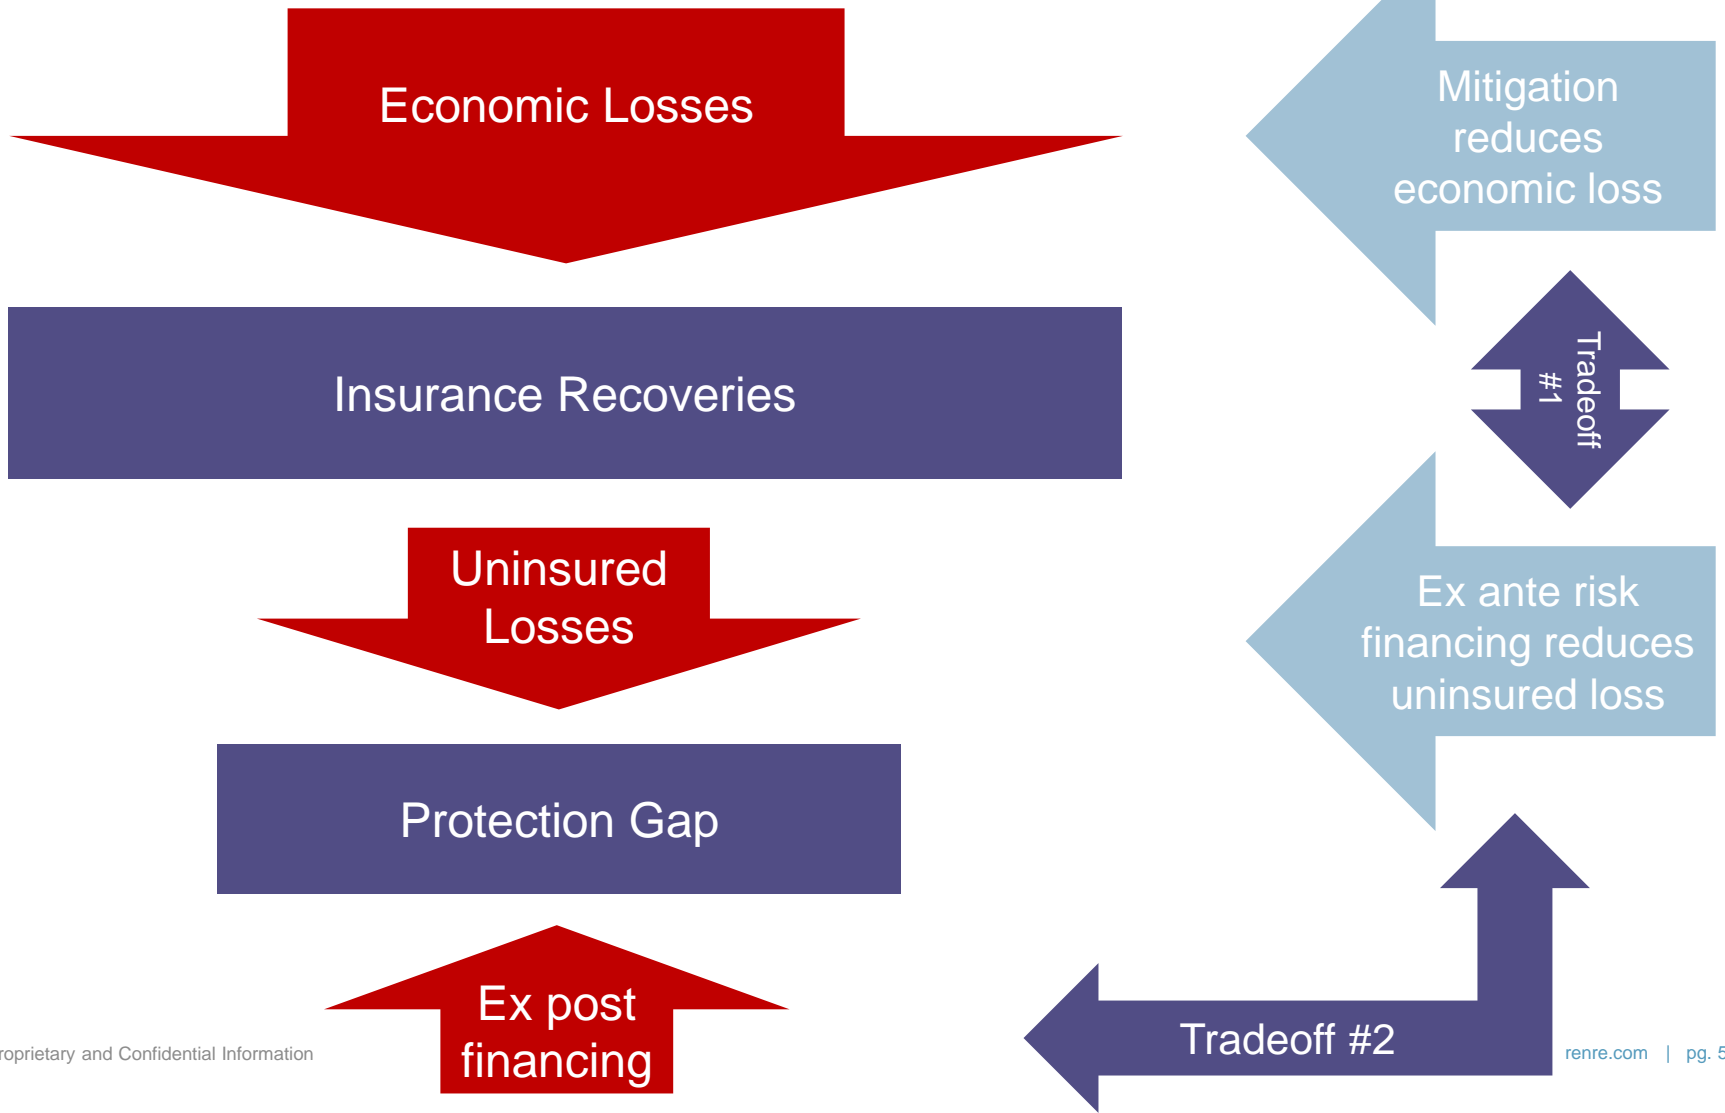 Economic Losses
Mitigation
reduces
economic loss
Insurance Recoveries
Tradeoff
#1
Uninsured
Losses
Ex ante risk
financing reduces
uninsured loss
Protection Gap
Ex post
financing
Tradeoff #2
roprietary and Confidential Information
renre.com | pg. 5